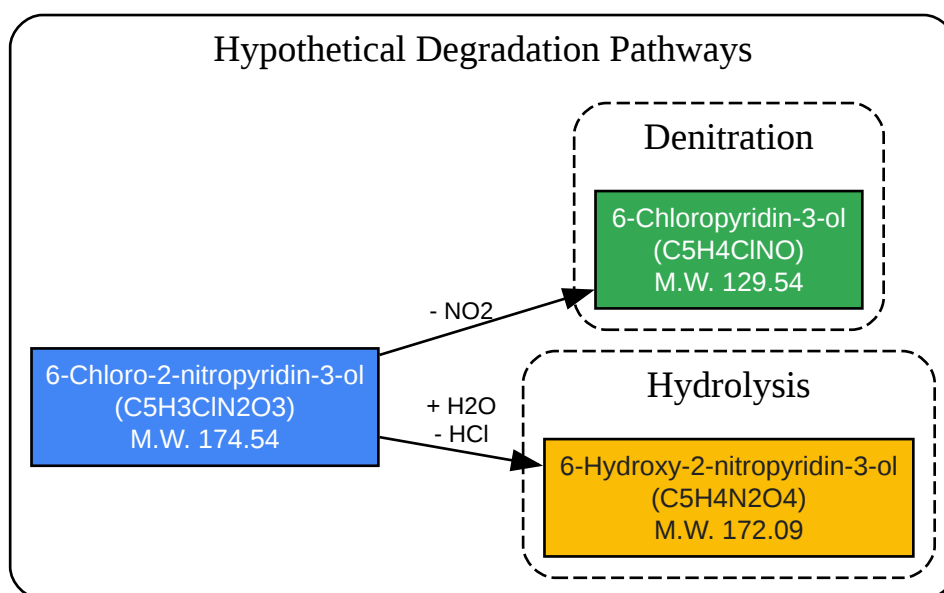 Hypothetical Degradation Pathways
Denitration
6-Chloropyridin-3-ol
(C5H4ClNO)
M.W. 129.54
- NO2
6-Chloro-2-nitropyridin-3-ol
(C5H3ClN2O3)
M.W. 174.54
+ H2O
- HCl
Hydrolysis
6-Hydroxy-2-nitropyridin-3-ol
(C5H4N2O4)
M.W. 172.09